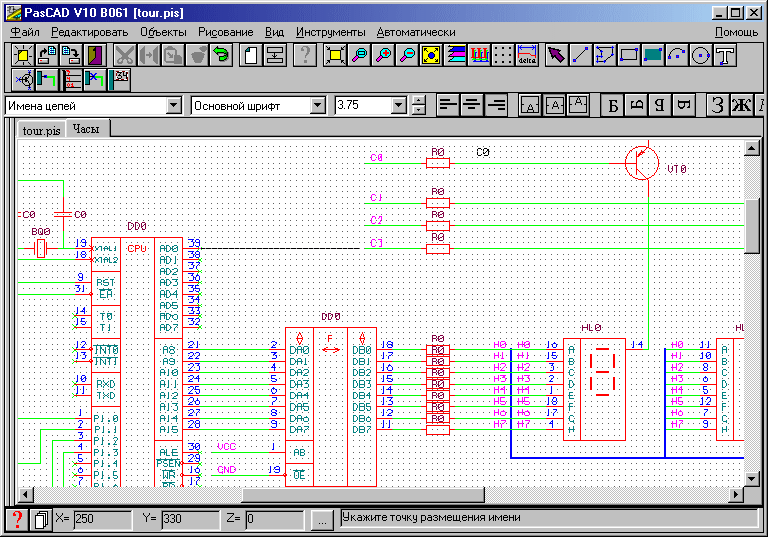 PasCAD V10 B061 [tour.pis]
Файл Редактировать Объекты Рисование Вид Инструменты Автоматически Помощь
delta
Имена цепей Основной шрифт 3.75 Б В Я В З Ж
tour.pis Часы
C0 R0 C0
VT0
C1 R0
C2 R0
C3 R0
C0 C0
BQ0
DD0
19 XTAL1 CPU AD0 39
18 XTAL2 AD1 38
AD2 37
9 RST AD3 36
31 EA AD4 35
AD5 34
14 T0 AD6 33
15 T1 AD7 32
DD0
HL0
12 INT0 A8 21 2 DA0 F DB0 18 R0 H0 H0 16 A 14 H0 11 A
13 INT1 A9 22 3 DA1 <-> DB1 17 R0 H1 H1 15 B H1 10 B
A10 23 4 DA2 DB2 16 R0 H2 H2 3 C H2 8 C
10 RXD A11 24 5 DA3 DB3 15 R0 H3 H3 2 D H3 6 D
11 TXD A12 25 6 DA4 DB4 14 R0 H4 H4 1 E H4 5 E
A13 26 7 DA5 DB5 13 R0 H5 H5 18 F H5 12 F
1 P1.0 A14 27 8 DA6 DB6 12 R0 H6 H6 17 G H6 7 G
2 P1.1 A15 28 9 DA7 DB7 11 R0 H7 H7 4 H H7 9 H
3 P1.2
4 P1.3 ALE 30 VCC 1 AB
5 P1.4 PSEN 29
6 P1.5 WR 16 GND 19 OE
7 P1.6 17
X= 250 Y= 330 Z= 0 ... Укажите точку размещения имени